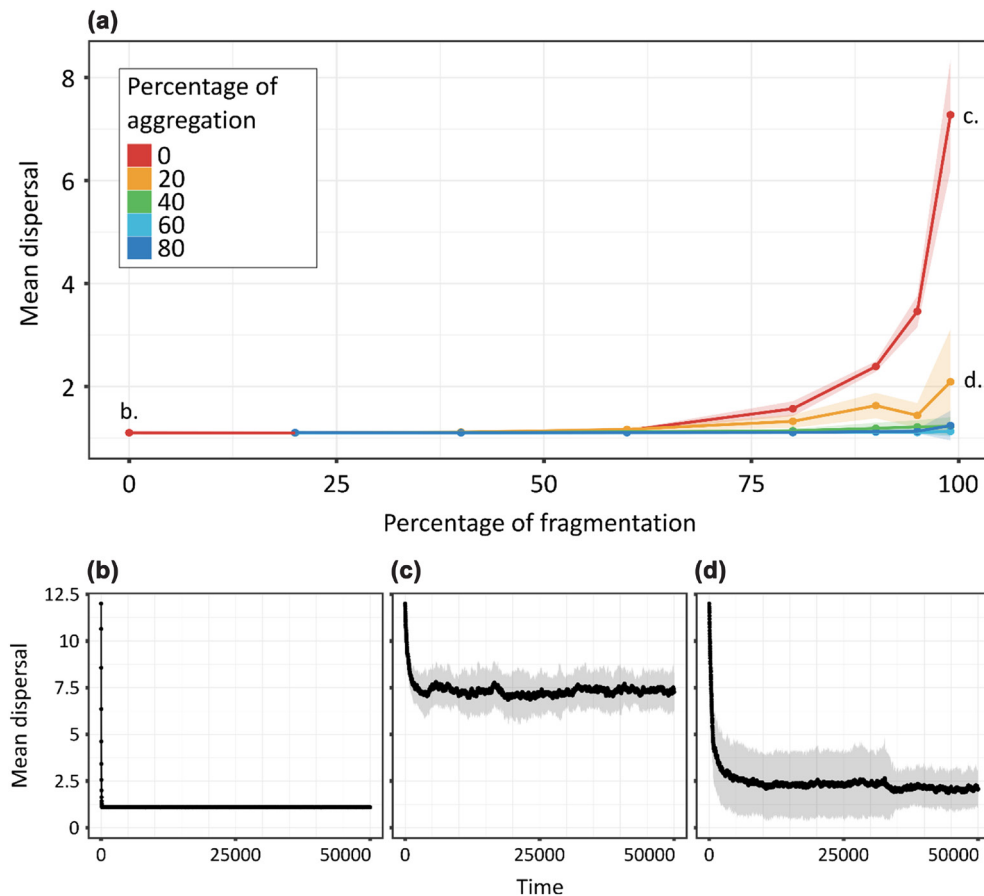 (a)
Mean dispersal
8
6
4
2
Percentage of
aggregation
0
20
40
60
80
b.
c.
d.
0 25 50 75 100
Percentage of fragmentation
(b) (c) (d)
Mean dispersal
12.5
10
7.5
5
2.5
0
0 25000 50000 0 25000 50000 0 25000 50000
Time